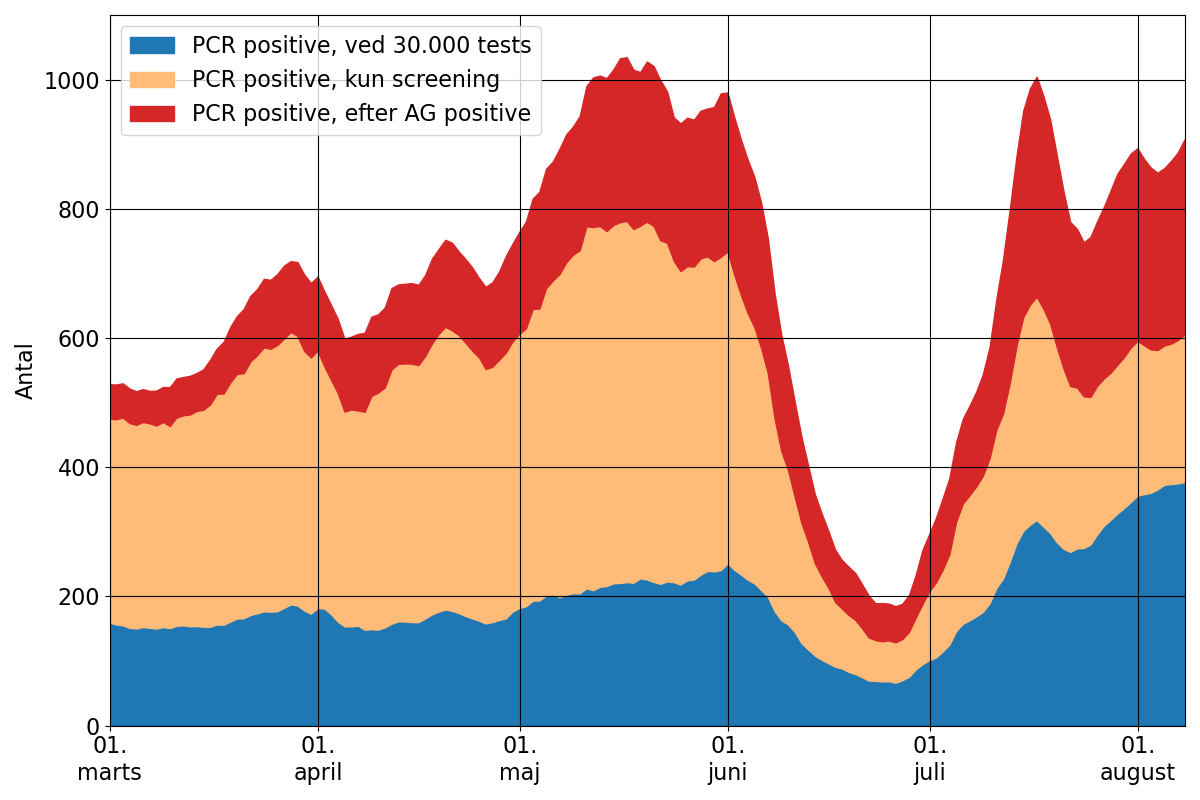 PCR positive, ved 30.000 tests
PCR positive, kun screening
PCR positive, efter AG positive
Antal
1000
800
600
400
200
0
01. marts
01. april
01. maj
01. juni
01. juli
01. august